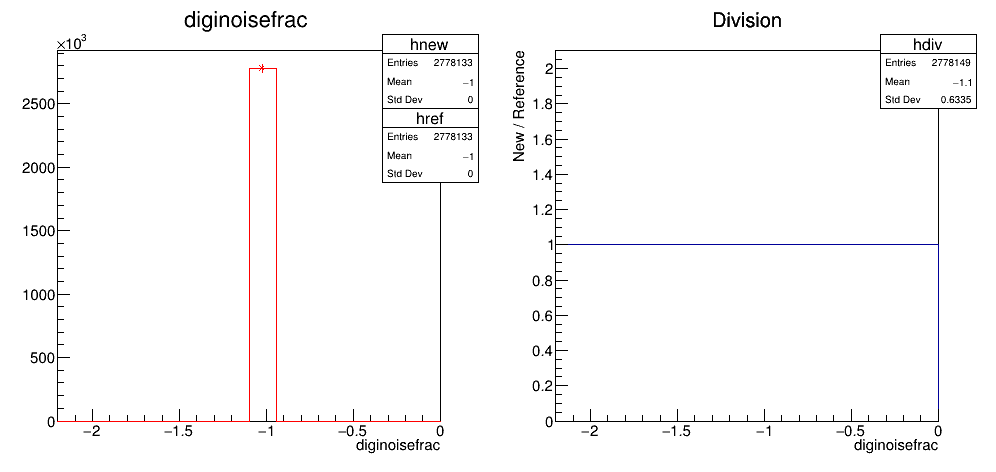 diginoisefrac
×10³
hnew
Entries 2778133
Mean −1
Std Dev 0
href
Entries 2778133
Mean −1
Std Dev 0
2500
2000
1500
1000
500
0
−2 −1.5 −1 −0.5 0
diginoisefrac
Division
hdiv
Entries 2778149
Mean −1.1
Std Dev 0.6335
New / Reference
2
1.8
1.6
1.4
1.2
1
0.8
0.6
0.4
0.2
0
−2 −1.5 −1 −0.5 0
diginoisefrac